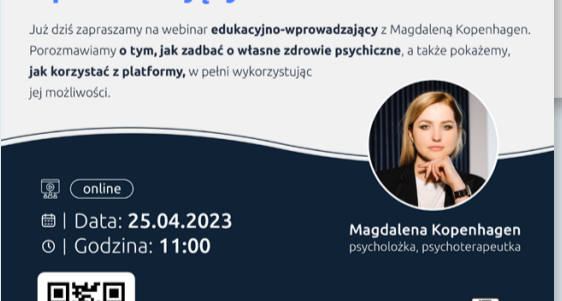 Już dziś zapraszamy na webinar edukacyjno-wprowadzający z Magdaleną Kopenhagen.
Porozmawiamy o tym, jak zadbać o własne zdrowie psychiczne, a także pokażemy,
jak korzystać z platformy, w pełni wykorzystując
jej możliwości.
online
Data: 25.04.2023
Godzina: 11:00
Magdalena Kopenhagen
psycholożka, psychoterapeutka